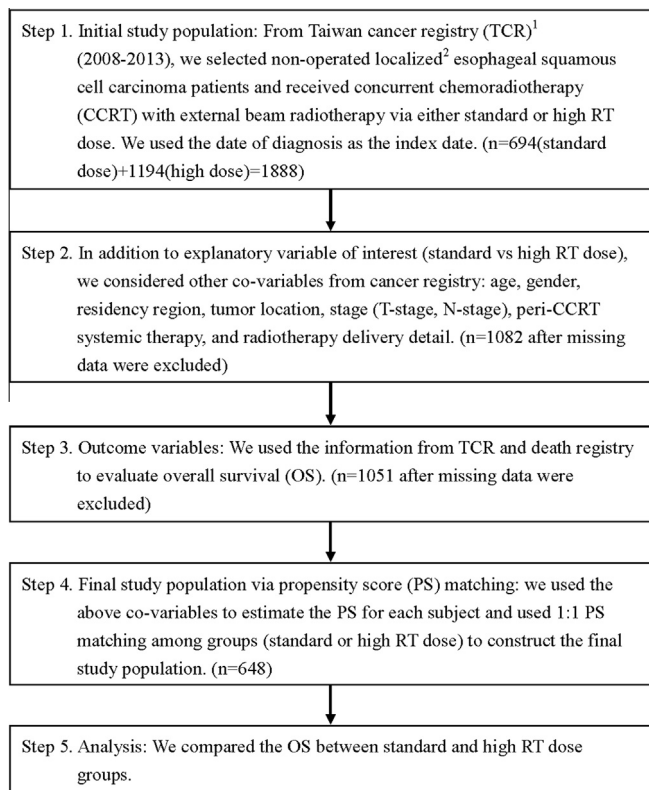 Step 1. Initial study population: From Taiwan cancer registry (TCR)1
(2008-2013), we selected non-operated localized2 esophageal squamous
cell carcinoma patients and received concurrent chemoradiotherapy
(CCRT) with external beam radiotherapy via either standard or high RT
dose. We used the date of diagnosis as the index date. (n=694(standard
dose)+1194(high dose)=1888)
Step 2. In addition to explanatory variable of interest (standard vs high RT dose),
we considered other co-variables from cancer registry: age, gender,
residency region, tumor location, stage (T-stage, N-stage), peri-CCRT
systemic therapy, and radiotherapy delivery detail. (n=1082 after missing
data were excluded)
Step 3. Outcome variables: We used the information from TCR and death registry
to evaluate overall survival (OS). (n=1051 after missing data were
excluded)
Step 4. Final study population via propensity score (PS) matching: we used the
above co-variables to estimate the PS for each subject and used 1:1 PS
matching among groups (standard or high RT dose) to construct the final
study population. (n=648)
Step 5. Analysis: We compared the OS between standard and high RT dose
groups.